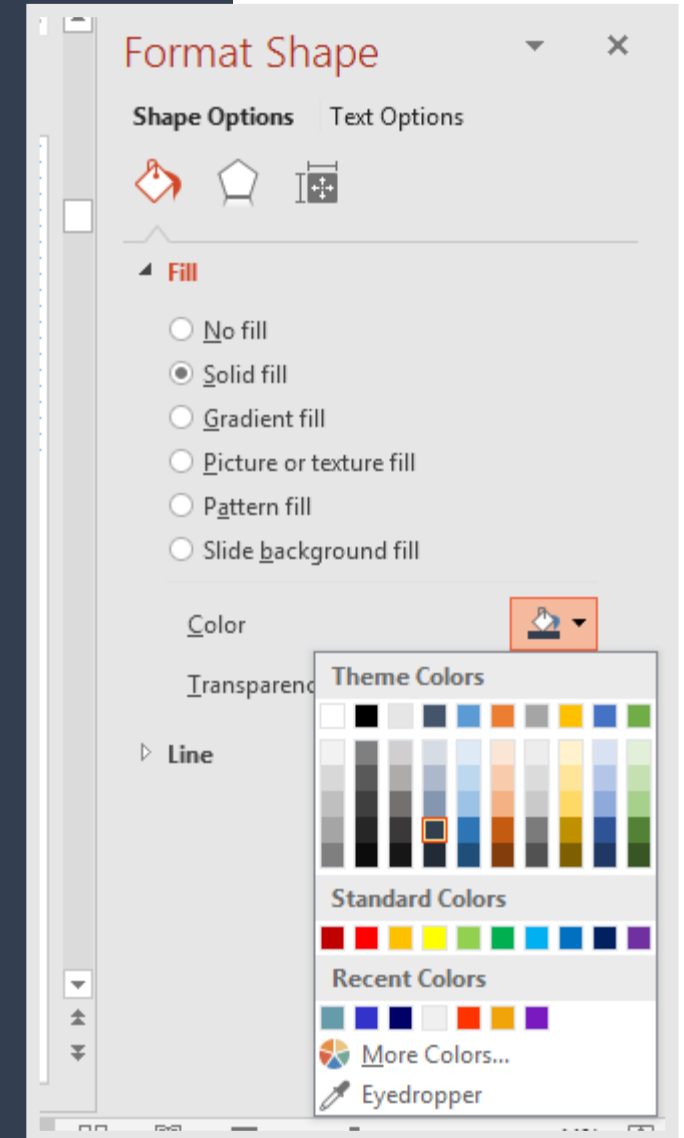 Format Shape
Shape Options Text Options
Fill
No fill
Solid fill
Gradient fill
Picture or texture fill
Pattern fill
Slide background fill
Color
Theme Colors
Line
Standard Colors
Recent Colors
More Colors...
Eyedropper